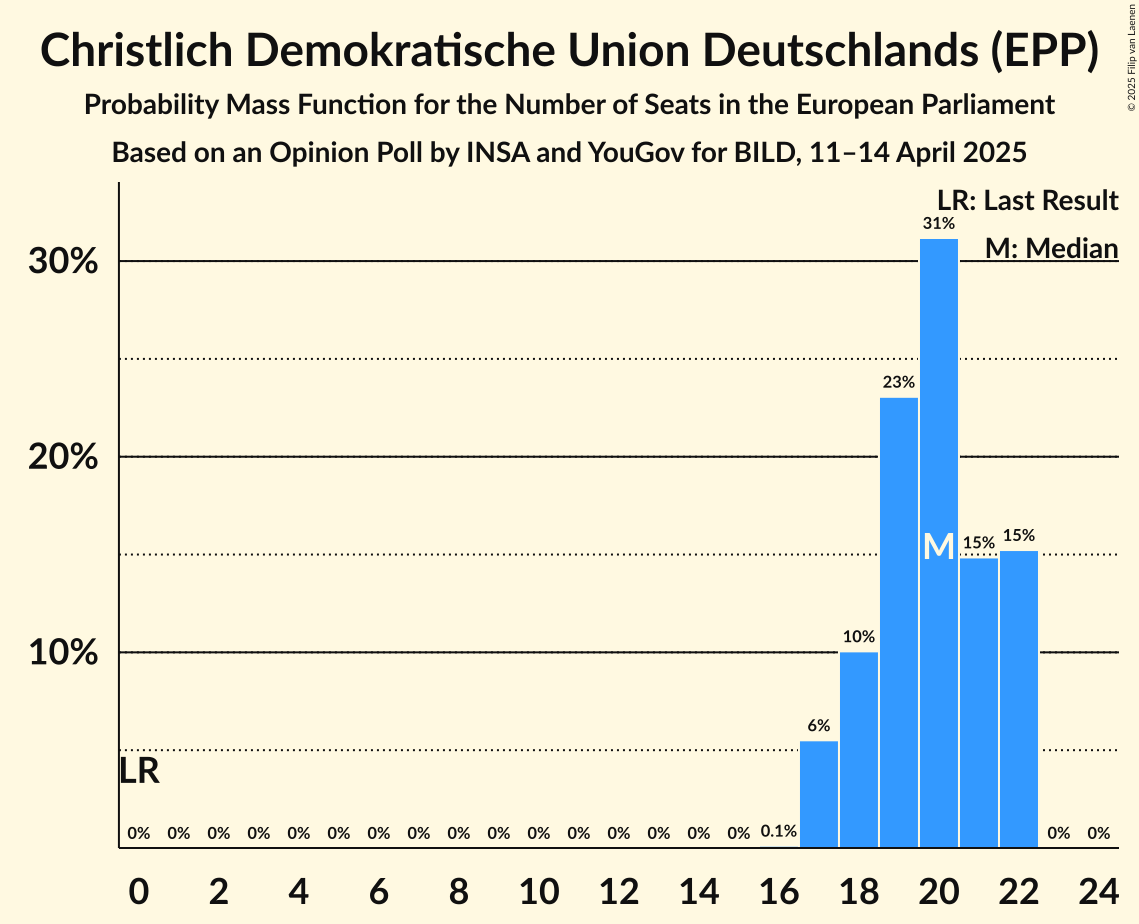 Christlich Demokratische Union Deutschlands (EPP)
Probability Mass Function for the Number of Seats in the European Parliament
Based on an Opinion Poll by INSA and YouGov for BILD, 11–14 April 2025
© 2025 Filip van Laenen
LR: Last Result
M: Median
31%
30%
23%
20%
M
15%
15%
10%
10%
6%
LR
0% 0% 0% 0% 0% 0% 0% 0% 0% 0% 0% 0% 0% 0% 0% 0% 0.1% 0% 0%
0 2 4 6 8 10 12 14 16 18 20 22 24